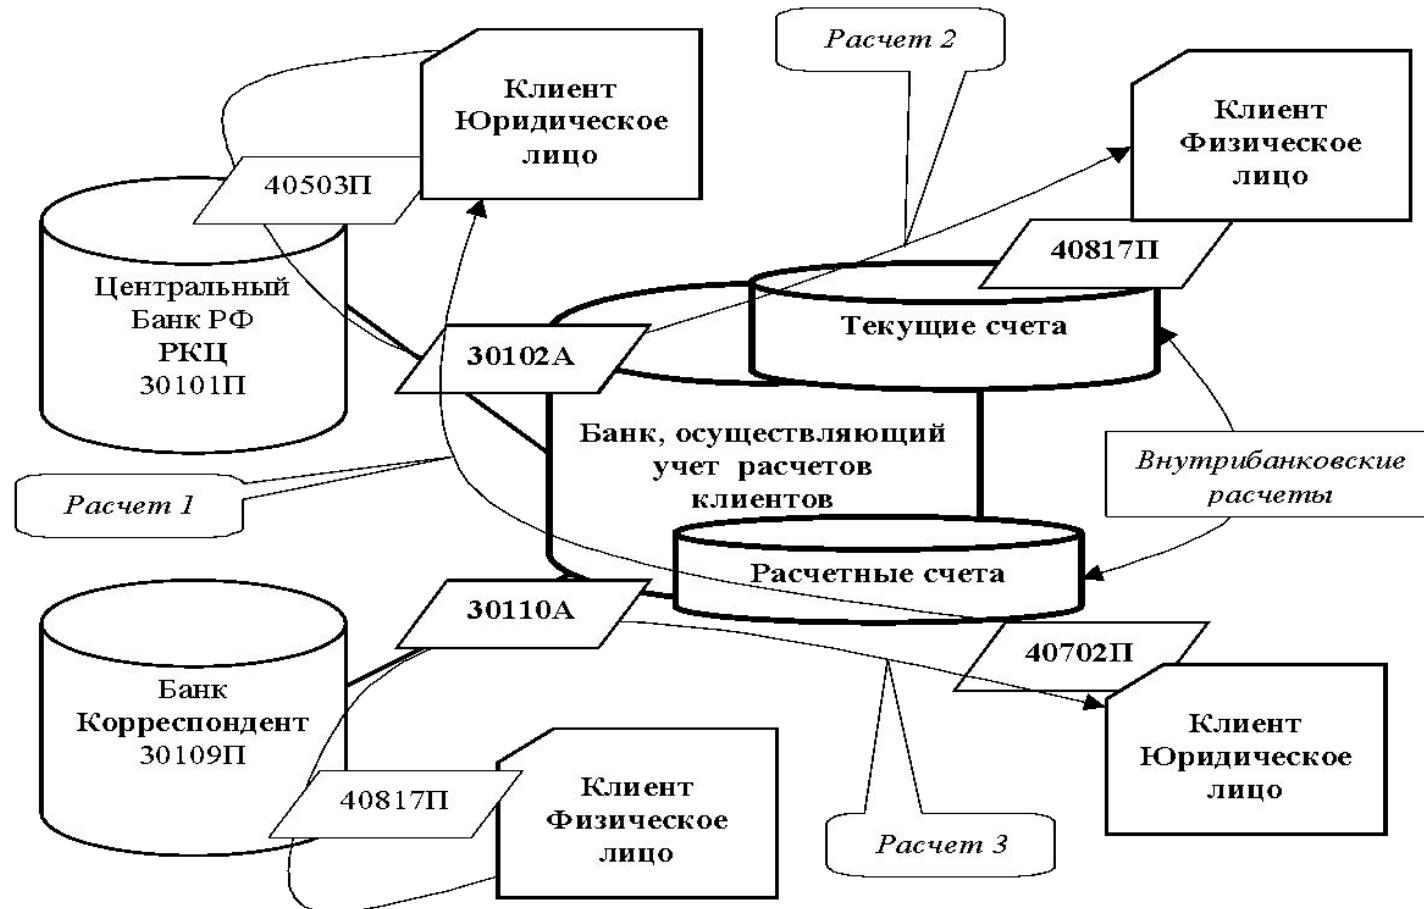 Расчет 2
Клиент
Юридическое
лицо
Клиент
Физическое
лицо
40503П
40817П
Центральный
Банк РФ
РКЦ
30101П
30102А
Текущие счета
Банк, осуществляющий
учет расчетов
клиентов
Внутрибанковские
расчеты
Расчет 1
Расчетные счета
30110А
40702П
Банк
Корреспондент
30109П
Клиент
Юридическое
лицо
40817П
Клиент
Физическое
лицо
Расчет 3